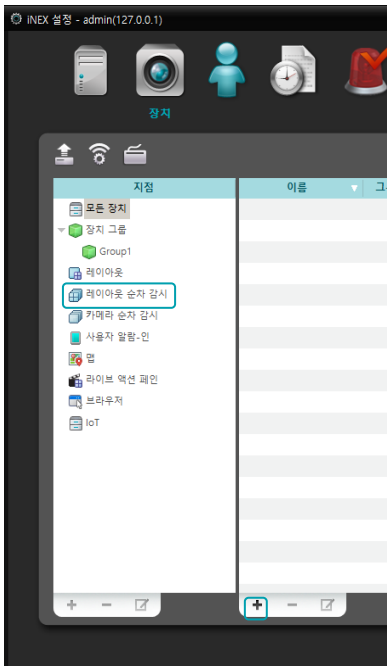 iNEX 설정 - admin(127.0.0.1)
장치
지점
이름
모든 장치
장치 그룹
Group1
레이아웃
레이아웃 순차 감시
카메라 순차 감시
사용자 알람-인
맵
라이브 액션 페인
브라우저
IoT